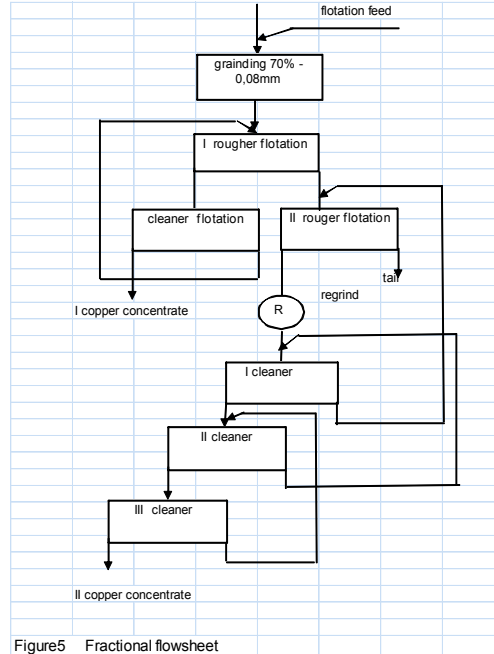 flotation feed
grainding 70% -
0,08mm
I rougher flotation
cleaner flotation
II rouger flotation
tail
I copper concentrate
regrind
R
I cleaner
II cleaner
III cleaner
II copper concentrate
Figure5 Fractional flowsheet